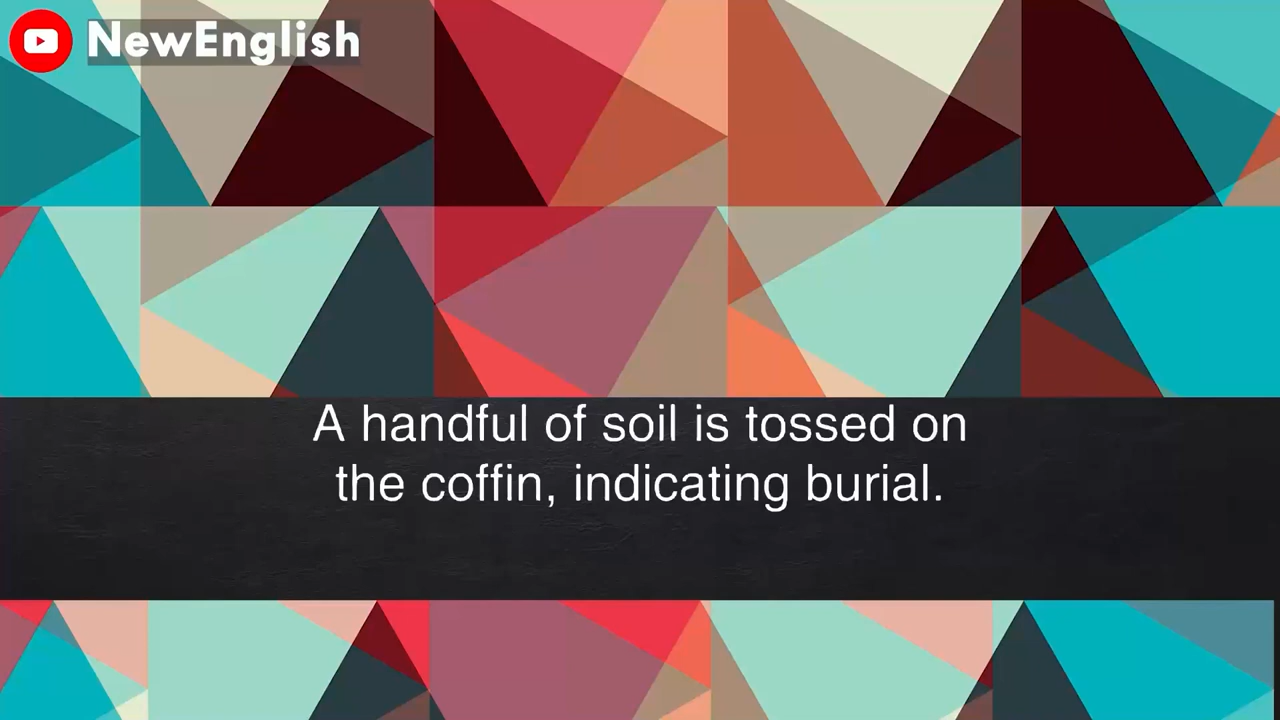 NewEnglish
A handful of soil is tossed on
the coffin, indicating burial.